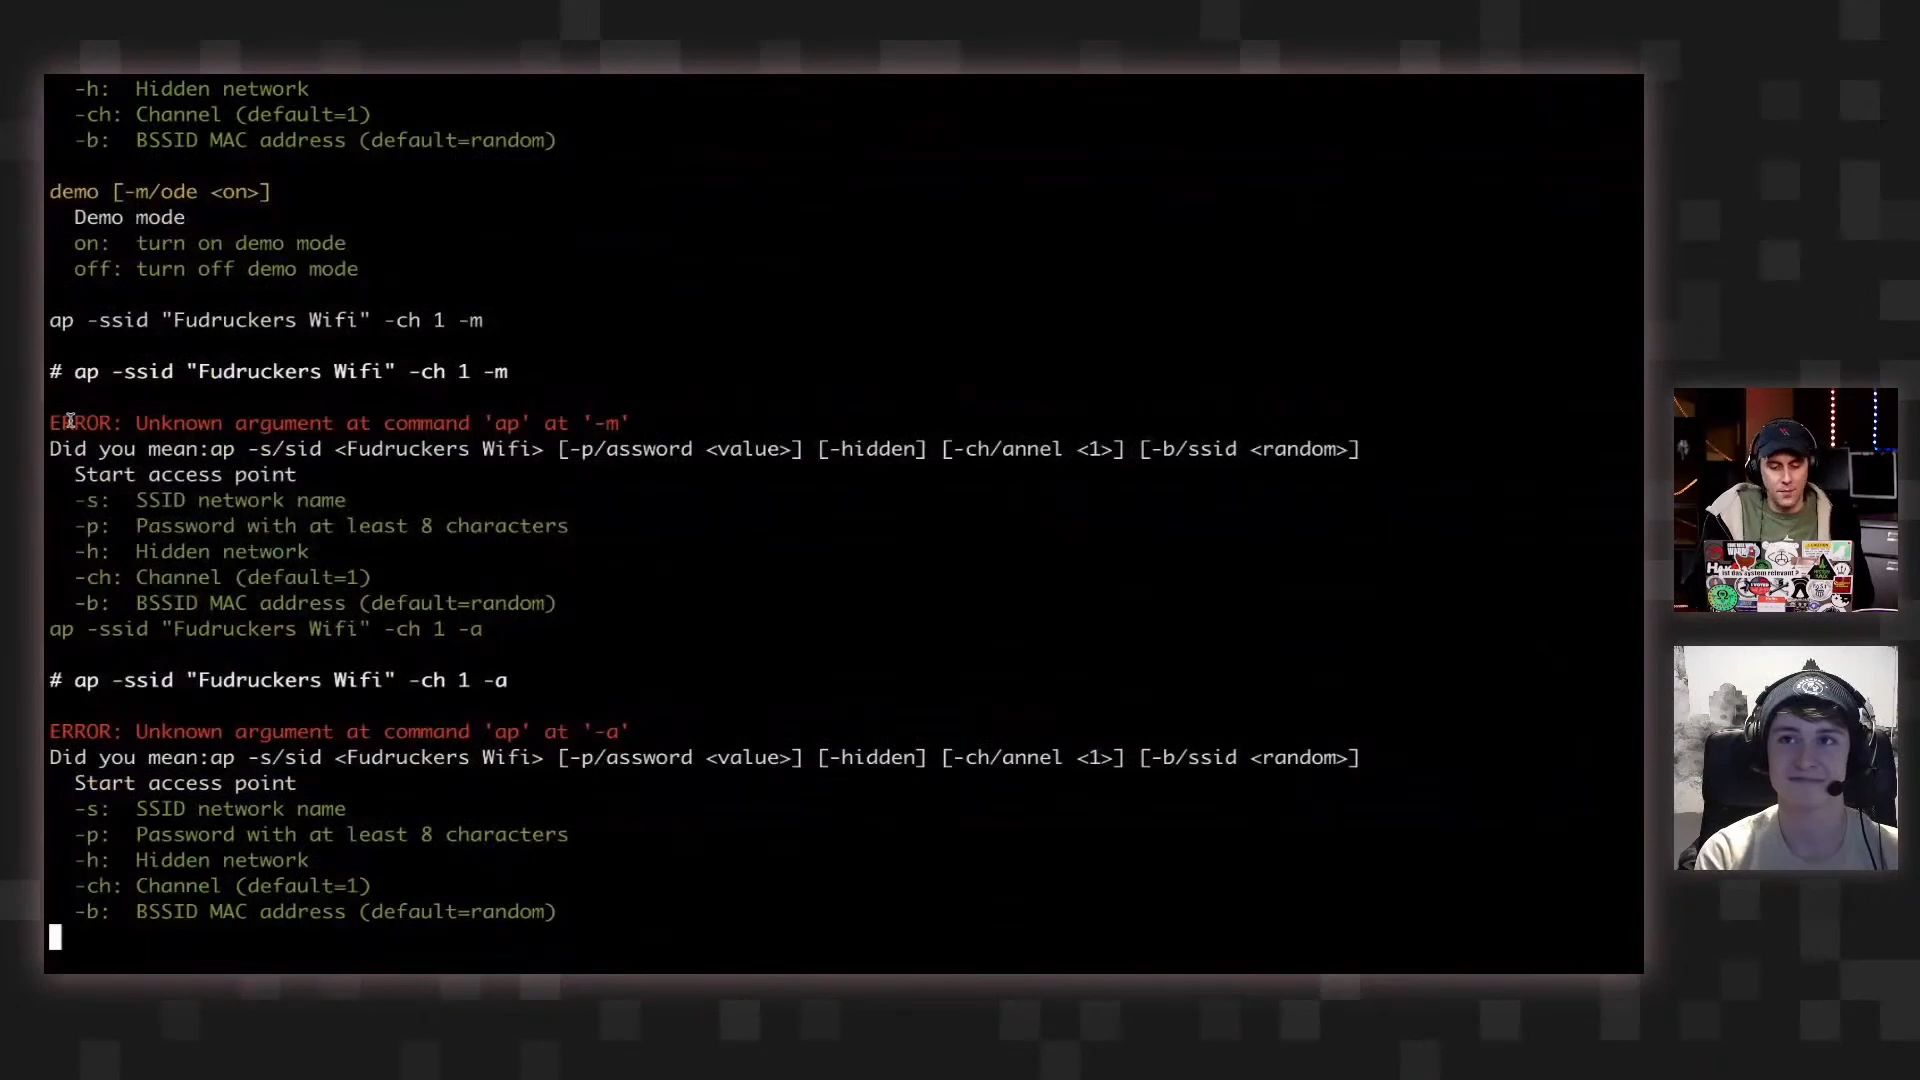 -h: Hidden network
-ch: Channel (default=1)
-b: BSSID MAC address (default=random)
demo [-m/ode <on>]
Demo mode
on: turn on demo mode
off: turn off demo mode
ap -ssid "Fudruckers Wifi" -ch 1 -m
# ap -ssid "Fudruckers Wifi" -ch 1 -m
ERROR: Unknown argument at command 'ap' at '-m'
Did you mean:ap -s/sid <Fudruckers Wifi> [-p/assword <value>] [-hidden] [-ch/annel <1>] [-b/ssid <random>]
Start access point
-s: SSID network name
-p: Password with at least 8 characters
-h: Hidden network
-ch: Channel (default=1)
-b: BSSID MAC address (default=random)
ap -ssid "Fudruckers Wifi" -ch 1 -a
# ap -ssid "Fudruckers Wifi" -ch 1 -a
ERROR: Unknown argument at command 'ap' at '-a'
Did you mean:ap -s/sid <Fudruckers Wifi> [-p/assword <value>] [-hidden] [-ch/annel <1>] [-b/ssid <random>]
Start access point
-s: SSID network name
-p: Password with at least 8 characters
-h: Hidden network
-ch: Channel (default=1)
-b: BSSID MAC address (default=random)
ist das system relevant?